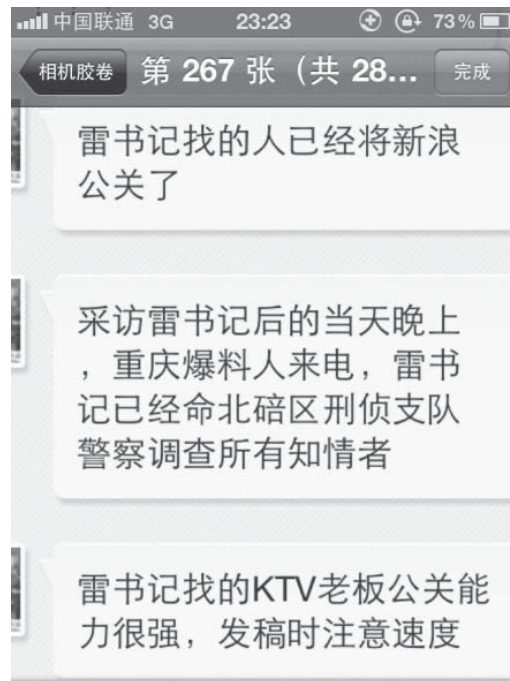 中国联通 3G 23:23 73%
相机胶卷 第 267 张（共 28... 完成
雷书记找的人已经将新浪
公关了
采访雷书记后的当天晚上
，重庆爆料人来电，雷书
记已经命北碚区刑侦支队
警察调查所有知情者
雷书记找的KTV老板公关能
力很强，发稿时注意速度